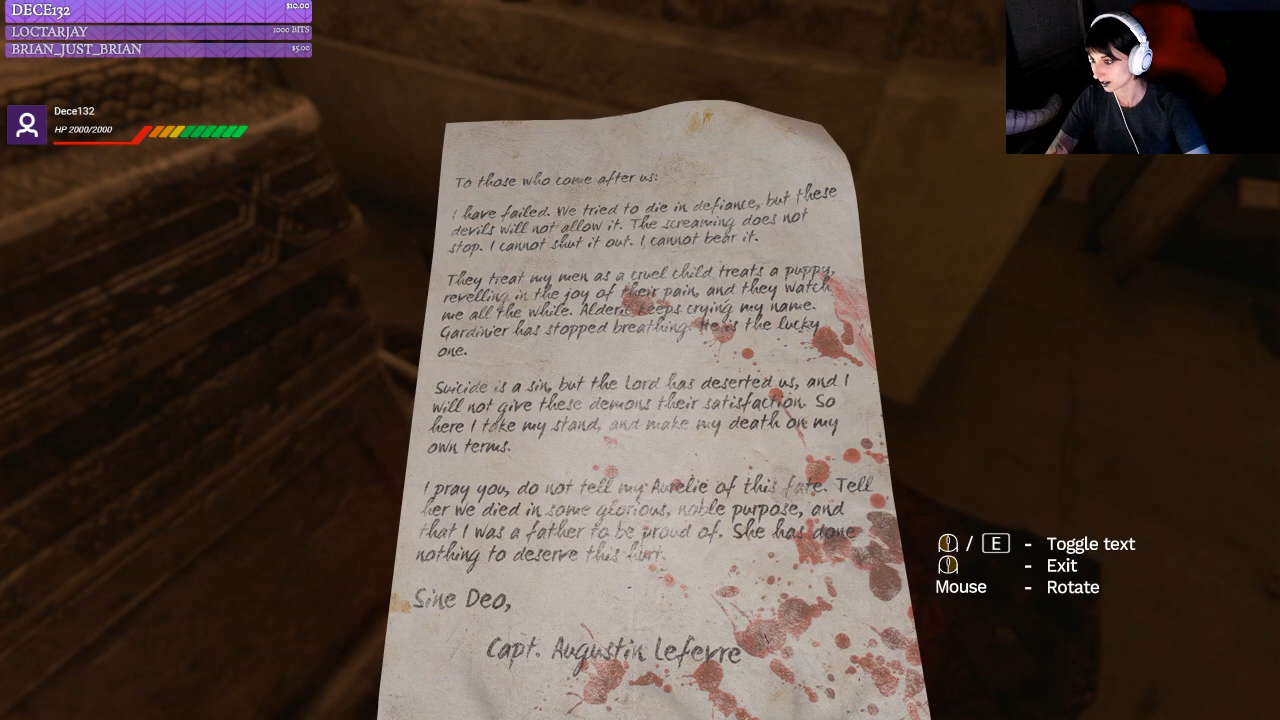 DECE132 $10.00
LOCTARJAY 1000 BITS
BRIAN_JUST_BRIAN $5.00
Dece132
HP 2000/2000
To those who come after us:
I have failed. We tried to die in defiance, but these
devils will not allow it. The screaming does not
stop. I cannot shut it out. I cannot bear it.
They treat my men as a cruel child treats a puppy,
revelling in the joy of their pain, and they watch
me all the while. Alderic keeps crying my name.
Gardinier has stopped breathing. He is the lucky
one.
Suicide is a sin, but the Lord has deserted us, and I
will not give these demons their satisfaction. So
here I take my stand, and make my death on my
own terms.
I pray you, do not tell my Aurelie of this fate. Tell
her we died in some glorious, noble purpose, and
that I was a father to be proud of. She has done
nothing to deserve this hurt.
Sine Deo,
Capt. Augustin Lefevre
/ E - Toggle text
- Exit
Mouse - Rotate